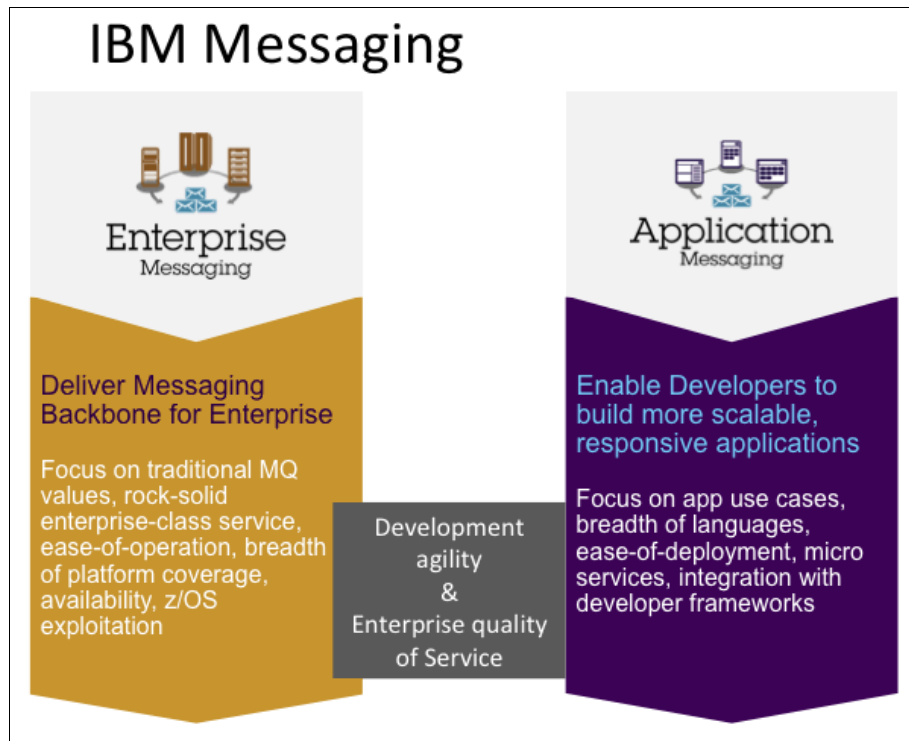 IBM Messaging
Enterprise
Messaging
Deliver Messaging
Backbone for Enterprise
Focus on traditional MQ
values, rock-solid
enterprise-class service,
ease-of-operation, breadth
of platform coverage,
availability, z/OS
exploitation
Development
agility
&
Enterprise quality
of Service
Application
Messaging
Enable Developers to
build more scalable,
responsive applications
Focus on app use cases,
breadth of languages,
ease-of-deployment, micro
services, integration with
developer frameworks